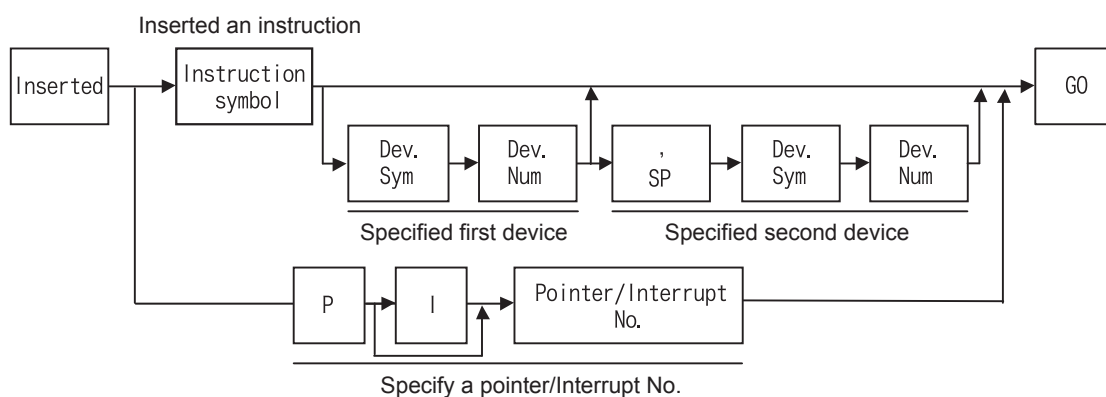 Inserted an instruction
Inserted
Instruction
symbol
GO
Dev.
Sym
Dev.
Num
,
SP
Dev.
Sym
Dev.
Num
Specified first device
Specified second device
P
I
Pointer/Interrupt
No.
Specify a pointer/Interrupt No.